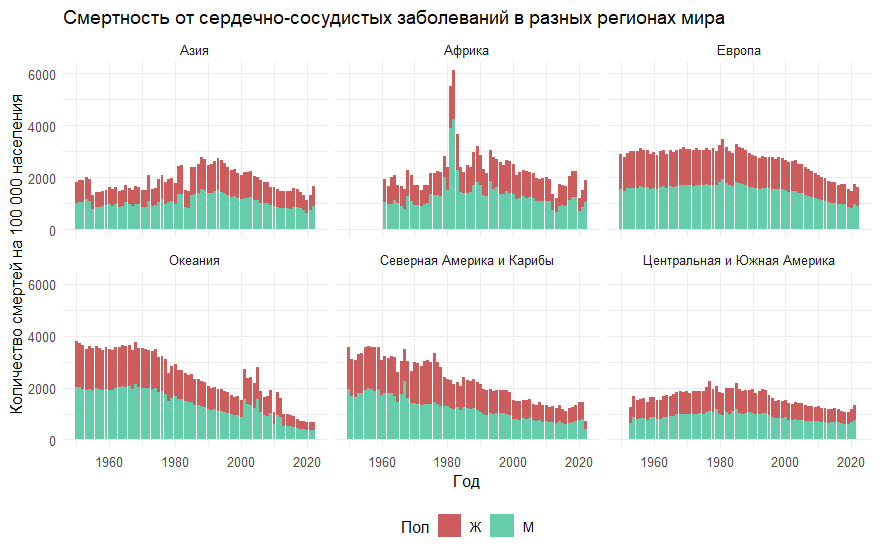 Смертность от сердечно-сосудистых заболеваний в разных регионах мира
Азия
Африка
Европа
Количество смертей на 100 000 населения
6000
4000
2000
0
Океания
Северная Америка и Карибы
Центральная и Южная Америка
6000
4000
2000
0
1960 1980 2000 2020
1960 1980 2000 2020
1960 1980 2000 2020
Год
Пол Ж М